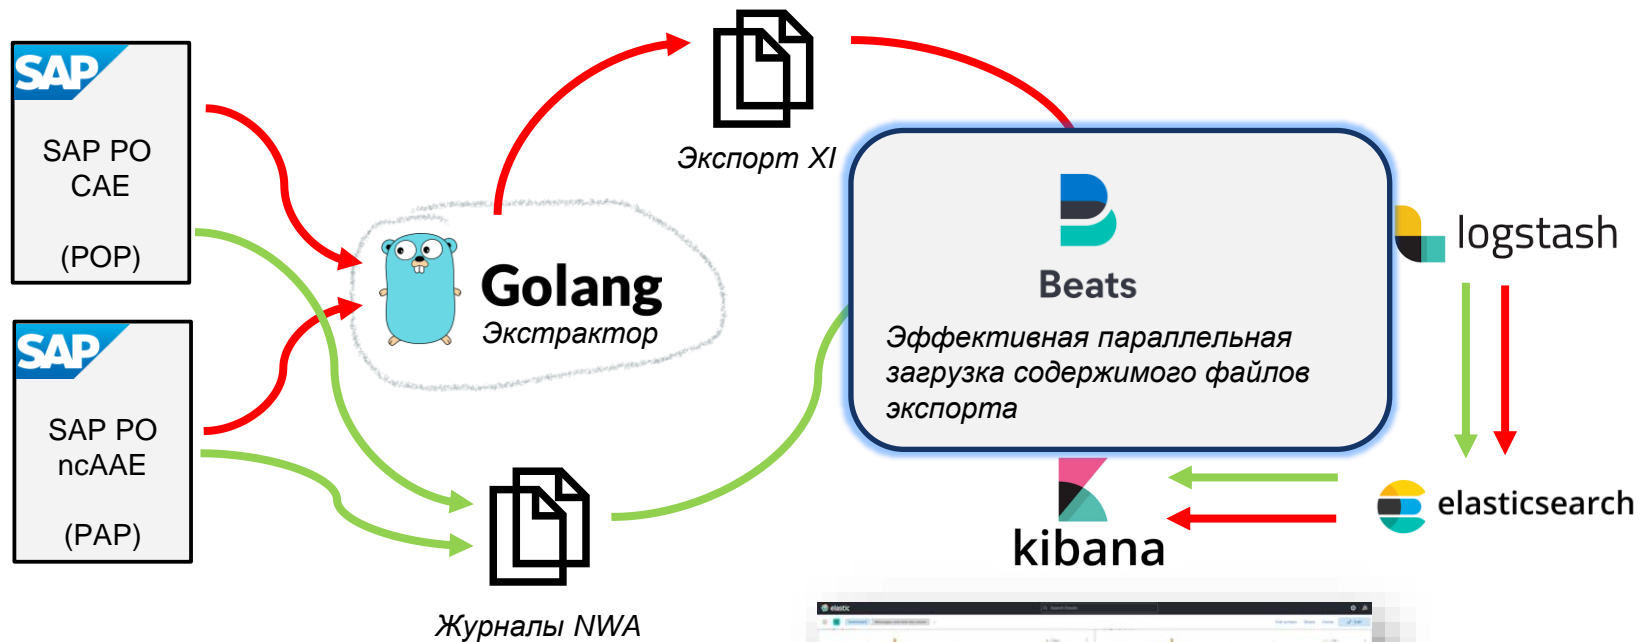 SAP
SAP PO
CAE
(POP)
SAP
SAP PO
ncAAE
(PAP)
Golang
Экстрактор
Экспорт XI
Журналы NWA
Beats
Эффективная параллельная
загрузка содержимого файлов
экспорта
logstash
elasticsearch
kibana
elastic